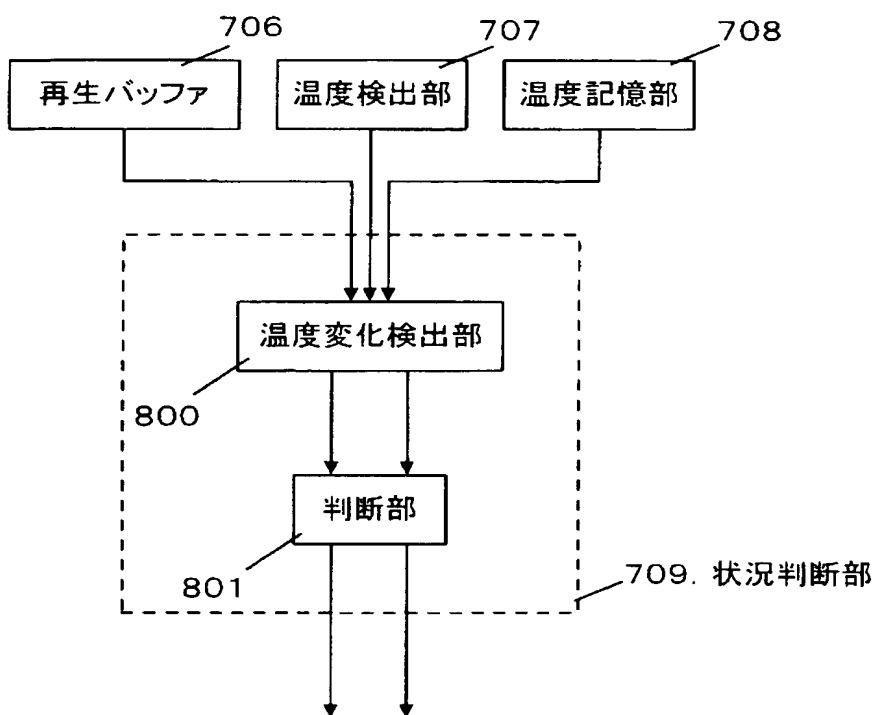 706
707
708
再生バッファ
温度検出部
温度記憶部
温度変化検出部
800
判断部
801
709. 状況判断部